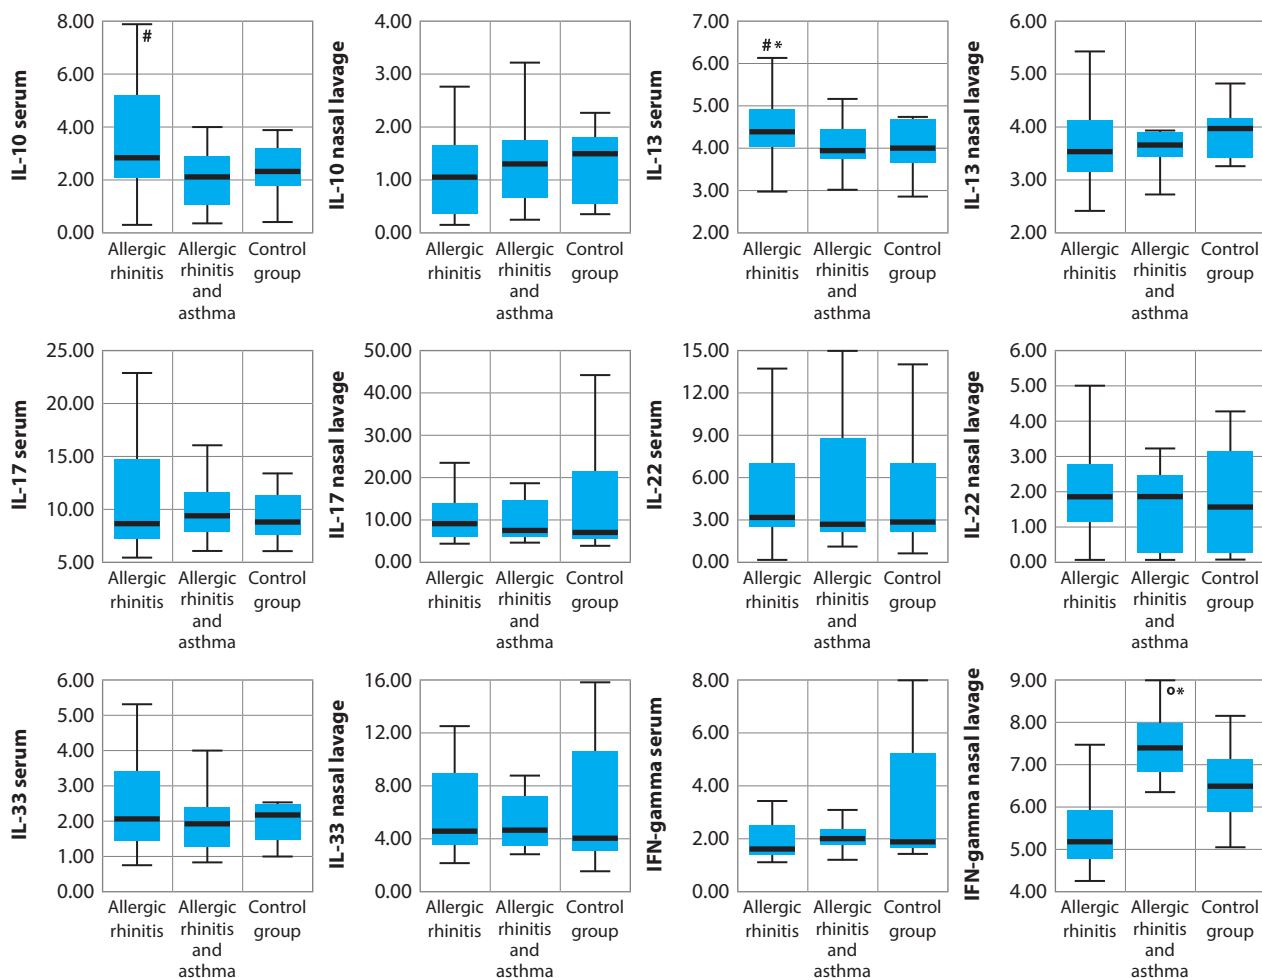 IL-10 serum
8.00
6.00
4.00
2.00
0.00
#
Allergic
rhinitis
Allergic
rhinitis
and
asthma
Control
group
IL-10 nasal lavage
4.00
3.00
2.00
1.00
0.00
Allergic
rhinitis
Allergic
rhinitis
and
asthma
Control
group
IL-13 serum
7.00
6.00
5.00
4.00
3.00
2.00
# *
Allergic
rhinitis
Allergic
rhinitis
and
asthma
Control
group
IL-13 nasal lavage
6.00
5.00
4.00
3.00
2.00
Allergic
rhinitis
Allergic
rhinitis
and
asthma
Control
group
IL-17 serum
25.00
20.00
15.00
10.00
5.00
Allergic
rhinitis
Allergic
rhinitis
and
asthma
Control
group
IL-17 nasal lavage
50.00
40.00
30.00
20.00
10.00
0.00
Allergic
rhinitis
Allergic
rhinitis
and
asthma
Control
group
IL-22 serum
15.00
12.00
9.00
6.00
3.00
0.00
Allergic
rhinitis
Allergic
rhinitis
and
asthma
Control
group
IL-22 nasal lavage
6.00
5.00
4.00
3.00
2.00
1.00
0.00
Allergic
rhinitis
Allergic
rhinitis
and
asthma
Control
group
IL-33 serum
6.00
5.00
4.00
3.00
2.00
1.00
0.00
Allergic
rhinitis
Allergic
rhinitis
and
asthma
Control
group
IL-33 nasal lavage
16.00
12.00
8.00
4.00
0.00
Allergic
rhinitis
Allergic
rhinitis
and
asthma
Control
group
IFN-gamma serum
8.00
6.00
4.00
2.00
0.00
Allergic
rhinitis
Allergic
rhinitis
and
asthma
Control
group
IFN-gamma nasal lavage
9.00
8.00
7.00
6.00
5.00
4.00
o*
Allergic
rhinitis
Allergic
rhinitis and
asthma
Control
group